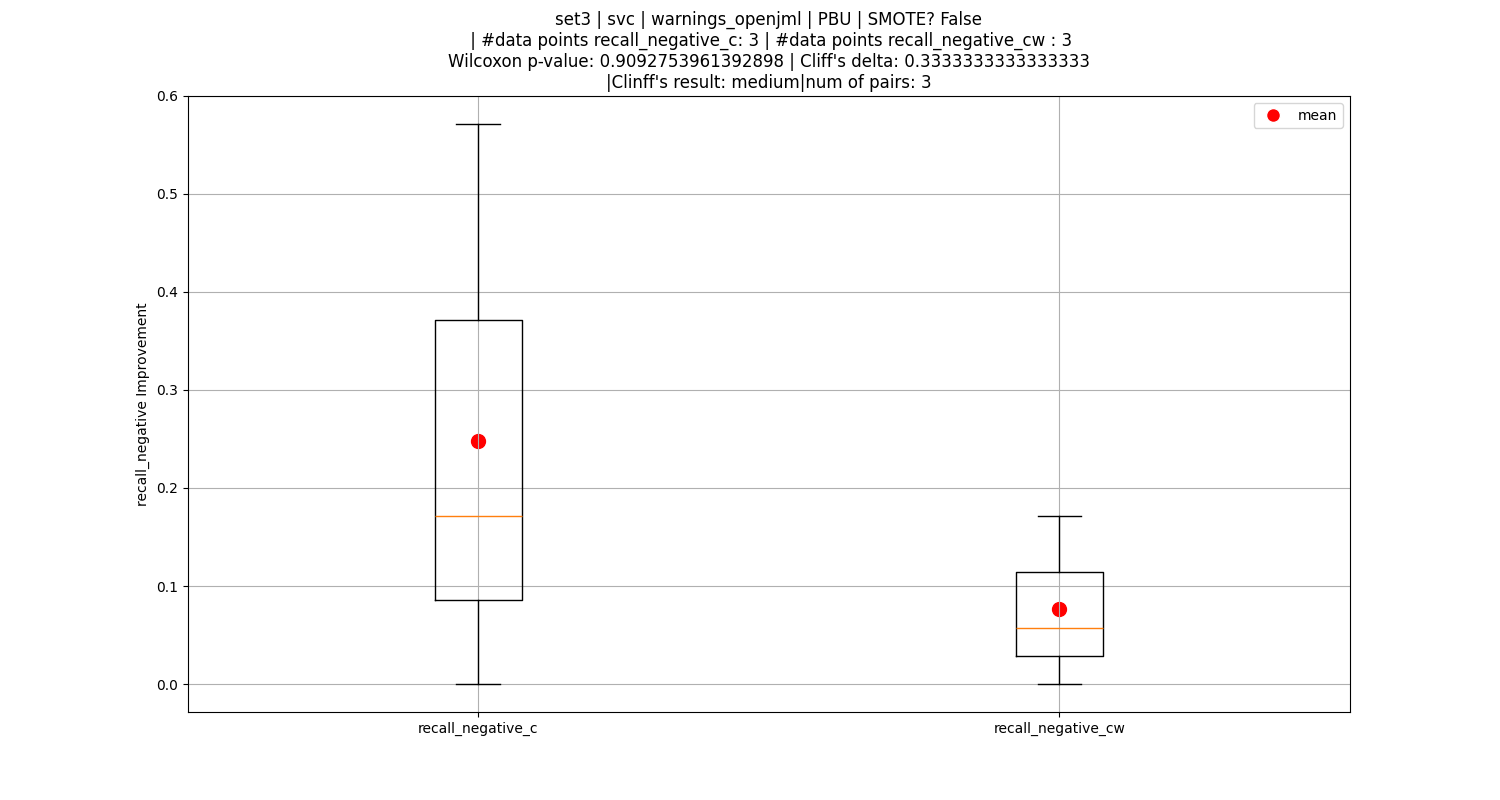 set3 | svc | warnings_openjml | PBU | SMOTE? False
| #data points recall_negative_c: 3 | #data points recall_negative_cw : 3
Wilcoxon p-value: 0.9092753961392898 | Cliff's delta: 0.3333333333333333
|Clinff's result: medium|num of pairs: 3
mean
recall_negative Improvement
0.6
0.5
0.4
0.3
0.2
0.1
0.0
recall_negative_c
recall_negative_cw